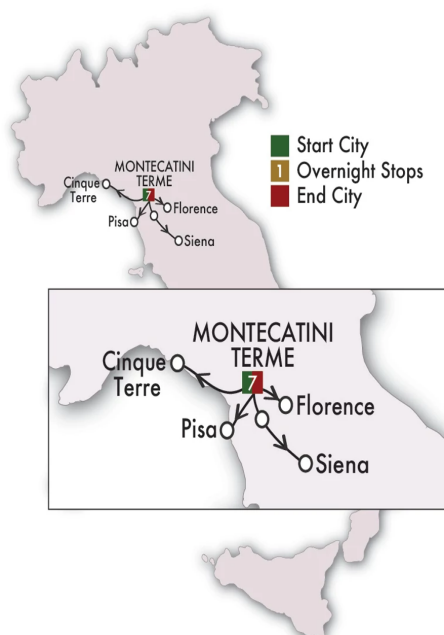 Start City
1 Overnight Stops
End City
MONTECATINI
TERME
7
Cinque
Terre
Florence
Pisa
Siena
MONTECATINI
TERME
7
Cinque
Terre
Florence
Pisa
Siena